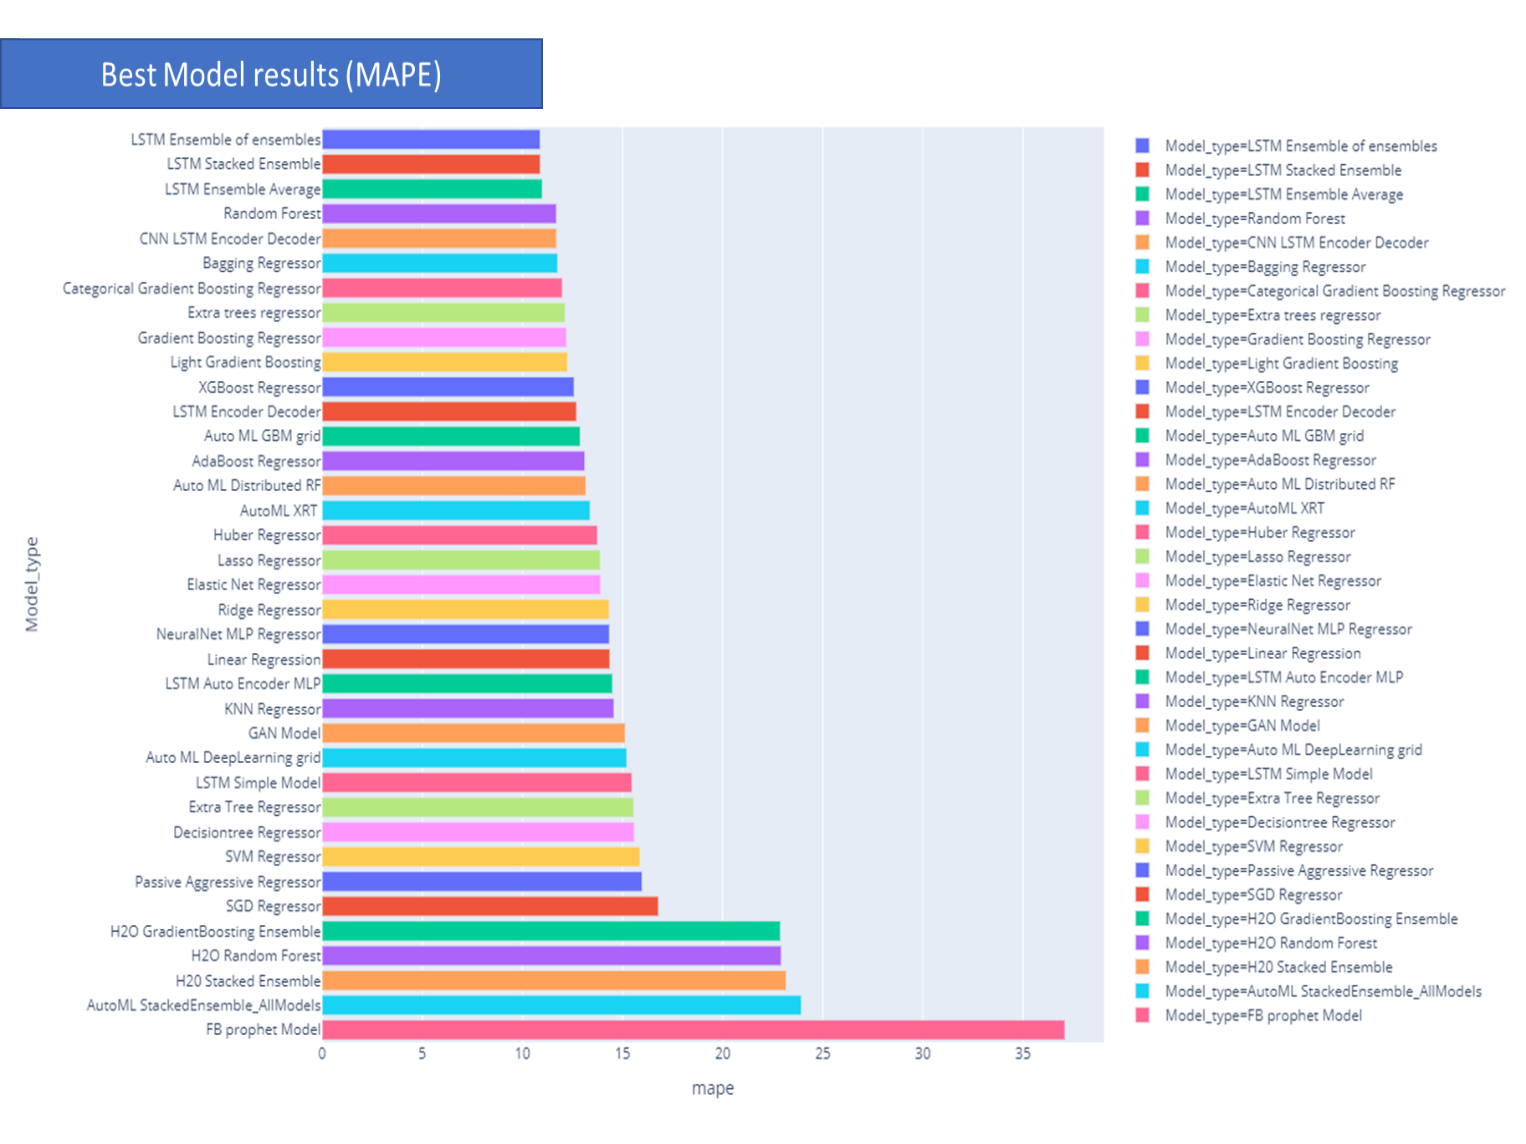 Best Model results (MAPE)
LSTM Ensemble of ensembles
LSTM Stacked Ensemble
LSTM Ensemble Average
Random Forest
CNN LSTM Encoder Decoder
Bagging Regressor
Categorical Gradient Boosting Regressor
Extra trees regressor
Gradient Boosting Regressor
Light Gradient Boosting
XGBoost Regressor
LSTM Encoder Decoder
Auto ML GBM grid
AdaBoost Regressor
Auto ML Distributed RF
AutoML XRT
Huber Regressor
Lasso Regressor
Elastic Net Regressor
Ridge Regressor
NeuralNet MLP Regressor
Linear Regression
LSTM Auto Encoder MLP
KNN Regressor
GAN Model
Auto ML DeepLearning grid
LSTM Simple Model
Extra Tree Regressor
Decisiontree Regressor
SVM Regressor
Passive Aggressive Regressor
SGD Regressor
H2O GradientBoosting Ensemble
H2O Random Forest
H20 Stacked Ensemble
AutoML StackedEnsemble_AllModels
FB prophet Model
Model_type
0 5 10 15 20 25 30 35
mape
Model_type=LSTM Ensemble of ensembles
Model_type=LSTM Stacked Ensemble
Model_type=LSTM Ensemble Average
Model_type=Random Forest
Model_type=CNN LSTM Encoder Decoder
Model_type=Bagging Regressor
Model_type=Categorical Gradient Boosting Regressor
Model_type=Extra trees regressor
Model_type=Gradient Boosting Regressor
Model_type=Light Gradient Boosting
Model_type=XGBoost Regressor
Model_type=LSTM Encoder Decoder
Model_type=Auto ML GBM grid
Model_type=AdaBoost Regressor
Model_type=Auto ML Distributed RF
Model_type=AutoML XRT
Model_type=Huber Regressor
Model_type=Lasso Regressor
Model_type=Elastic Net Regressor
Model_type=Ridge Regressor
Model_type=NeuralNet MLP Regressor
Model_type=Linear Regression
Model_type=LSTM Auto Encoder MLP
Model_type=KNN Regressor
Model_type=GAN Model
Model_type=Auto ML DeepLearning grid
Model_type=LSTM Simple Model
Model_type=Extra Tree Regressor
Model_type=Decisiontree Regressor
Model_type=SVM Regressor
Model_type=Passive Aggressive Regressor
Model_type=SGD Regressor
Model_type=H2O GradientBoosting Ensemble
Model_type=H2O Random Forest
Model_type=H20 Stacked Ensemble
Model_type=AutoML StackedEnsemble_AllModels
Model_type=FB prophet Model